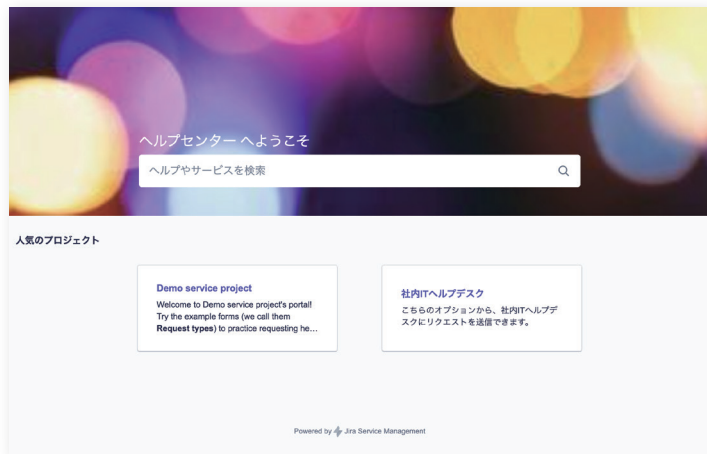 ヘルプセンター へようこそ
ヘルプやサービスを検索
人気のプロジェクト
Demo service project
Welcome to Demo service project's portal!
Try the example forms (we call them
Request types) to practice requesting he...
社内ITヘルプデスク
こちらのオプションから、社内ITヘルプデ
スクにリクエストを送信できます。
Powered by Jira Service Management